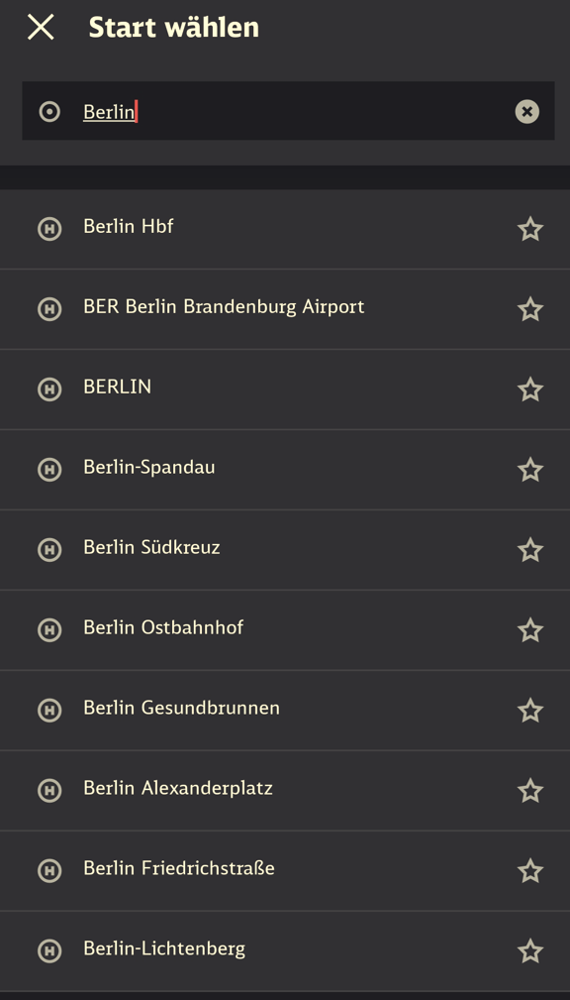 Start wählen
Berlin
Berlin Hbf
BER Berlin Brandenburg Airport
BERLIN
Berlin-Spandau
Berlin Südkreuz
Berlin Ostbahnhof
Berlin Gesundbrunnen
Berlin Alexanderplatz
Berlin Friedrichstraße
Berlin-Lichtenberg